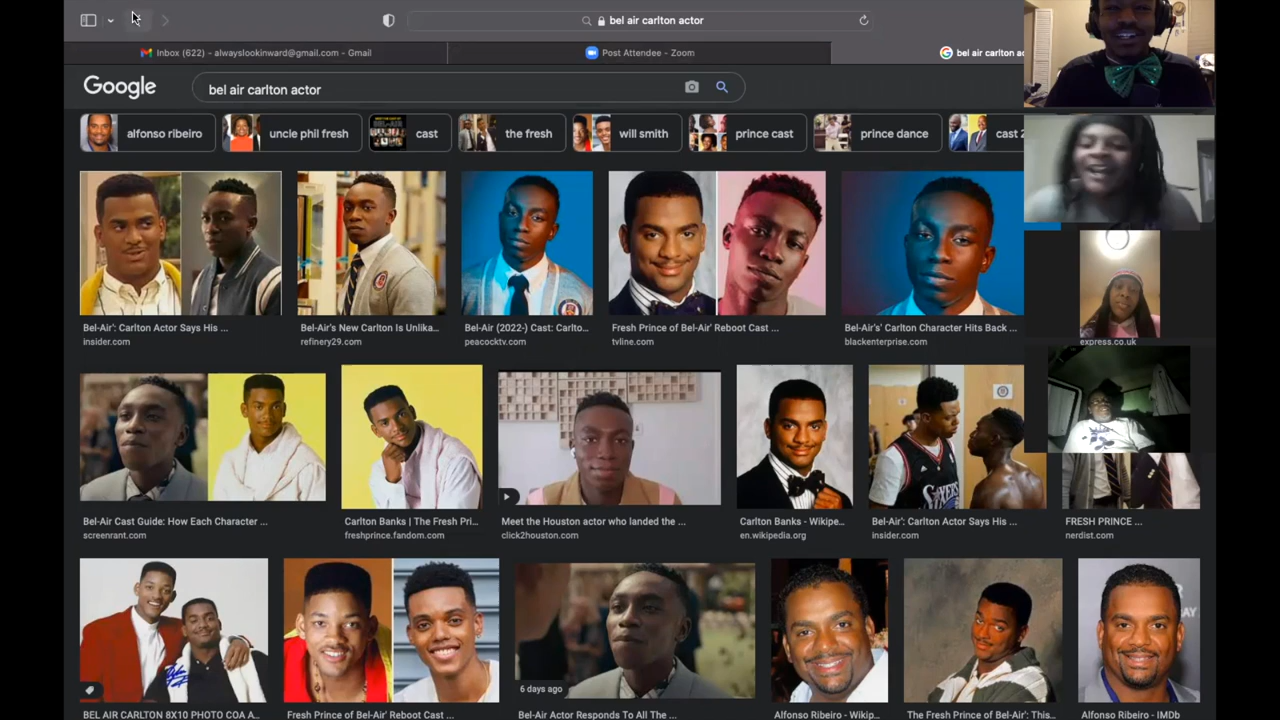 bel air carlton actor
Inbox (622) - alwayslookinward@gmail.com - Gmail
Post Attendee - Zoom
bel air carlton ac
Google
bel air carlton actor
alfonso ribeiro
uncle phil fresh
cast
the fresh
will smith
prince cast
prince dance
cast 2
Bel-Air': Carlton Actor Says His ...
insider.com
Bel-Air's New Carlton Is Unlika...
refinery29.com
Bel-Air (2022-) Cast: Carlto...
peacocktv.com
Fresh Prince of Bel-Air' Reboot Cast ...
tvline.com
Bel-Air's' Carlton Character Hits Back ...
blackenterprise.com
express.co.uk
SIXERS
Bel-Air Cast Guide: How Each Character ...
screenrant.com
Carlton Banks | The Fresh Pri...
freshprince.fandom.com
Meet the Houston actor who landed the ...
click2houston.com
Carlton Banks - Wikipe...
en.wikipedia.org
Bel-Air': Carlton Actor Says His ...
insider.com
FRESH PRINCE ...
nerdist.com
6 days ago
BEL AIR CARLTON 8X10 PHOTO COA A...
Fresh Prince of Bel-Air' Reboot Cast ...
Bel-Air Actor Responds To All The ...
Alfonso Ribeiro - Wikip...
The Fresh Prince of Bel-Air': This...
Alfonso Ribeiro - IMDb